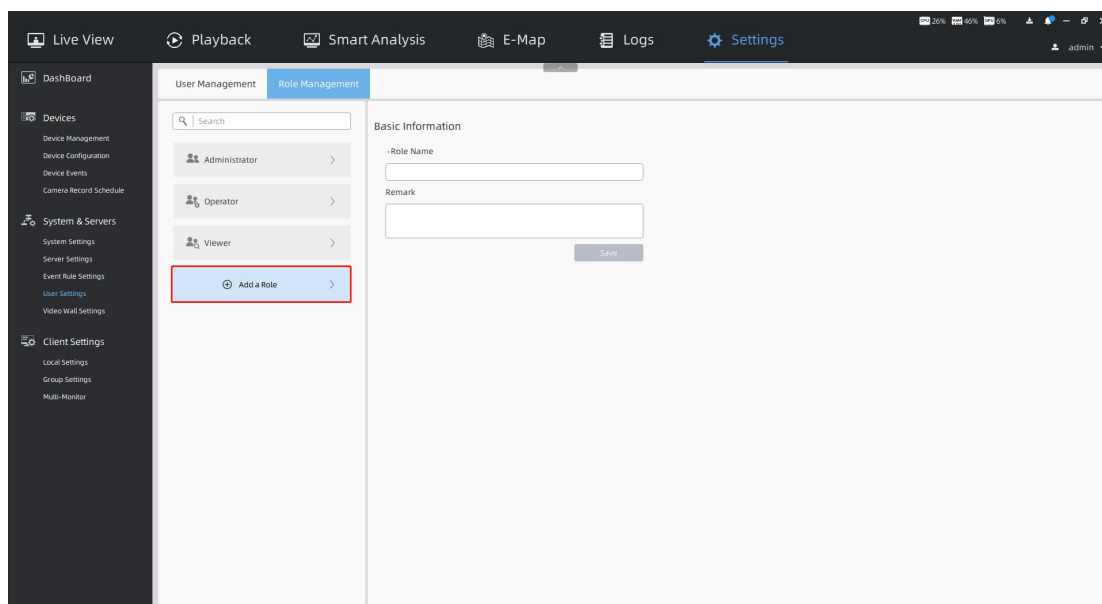 CPU 26% RAM 46% GPU 6%
Live View Playback Smart Analysis E-Map Logs Settings
admin
DashBoard
User Management Role Management
Devices
Device Management
Device Configuration
Device Events
Camera Record Schedule
System & Servers
System Settings
Server Settings
Event Rule Settings
User Settings
Video Wall Settings
Client Settings
Local Settings
Group Settings
Multi-Monitor
Search
Administrator
Operator
Viewer
Add a Role
Basic Information
*Role Name
Remark
Save